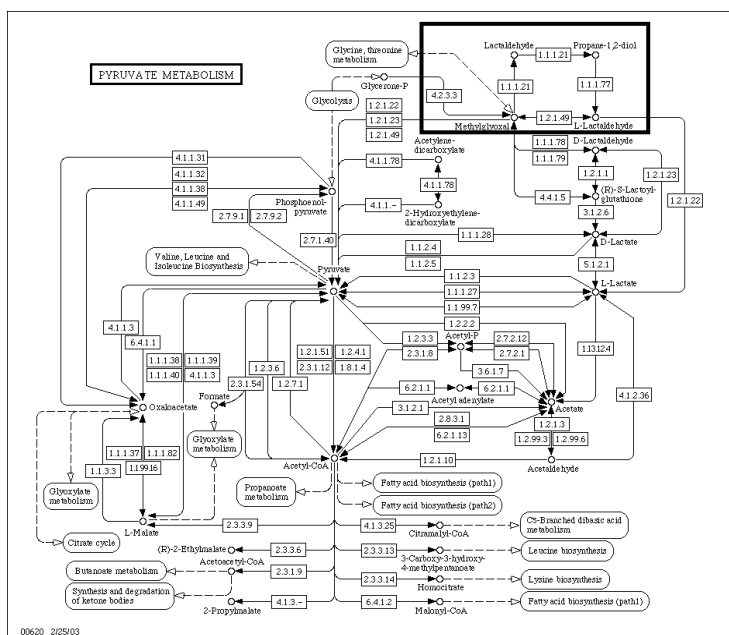 PYRUVATE METABOLISM
Glycine, threonine
metabolism
Lactaldehyde
Propane-1,2-diol
1.1.1.21
1.1.1.21
1.1.1.77
4.2.3.3
1.2.1.49
Methylglyoxal
L-Lactaldehyde
Glycerone-P
Glycolysis
1.2.1.22
1.2.1.23
1.2.1.49
4.1.1.31
4.1.1.32
4.1.1.38
4.1.1.49
Phosphoenol-
pyruvate
2.7.9.1
2.7.9.2
2.7.1.40
4.1.1.78
Acetylene-
dicarboxylate
4.1.1.78
4.1.1.-
2-Hydroxyethylene-
dicarboxylate
1.1.1.78
1.1.1.79
D-Lactaldehyde
1.2.1.1
1.2.1.23
1.2.1.22
4.4.1.5
(R)-S-Lactoyl-
glutathione
3.1.2.6
1.1.1.28
D-Lactate
1.1.2.4
1.1.2.5
5.1.2.1
Valine, Leucine and
Isoleucine Biosynthesis
Pyruvate
1.1.2.3
1.1.1.27
1.1.99.7
L-Lactate
4.1.1.3
6.4.1.1
1.1.1.38
1.1.1.39
1.1.1.40
4.1.1.3
2.3.1.54
1.2.3.6
1.2.7.1
1.2.1.51
1.2.4.1
2.3.1.12
1.8.1.4
1.2.2.2
1.2.3.3
Acetyl-P
2.7.2.12
2.3.1.8
2.7.2.1
3.6.1.7
1.13.12.4
4.1.2.36
6.2.1.1
6.2.1.1
Acetyl adenylate
3.1.2.1
Acetate
2.8.3.1
6.2.1.13
1.2.1.3
1.2.99.3
1.2.99.6
1.2.1.10
Acetaldehyde
Oxaloacetate
Formate
Glyoxylate
metabolism
Acetyl-CoA
1.1.1.37
1.1.1.82
1.1.99.16
1.1.3.3
Glyoxylate
metabolism
Propanoate
metabolism
Fatty acid biosynthesis (path1)
Fatty acid biosynthesis (path2)
L-Malate
2.3.3.9
4.1.3.25
Citramalyl-CoA
C5-Branched dibasic acid
metabolism
Citrate cycle
(R)-2-Ethylmalate
2.3.3.6
2.3.3.13
3-Carboxy-3-hydroxy-
4-methylpentanoate
Leucine biosynthesis
Butanoate metabolism
Acetoacetyl-CoA
2.3.1.9
2.3.3.14
Homocitrate
Lysine biosynthesis
Synthesis and degradation
of ketone bodies
2-Propylmalate
4.1.3.-
6.4.1.2
Malonyl-CoA
Fatty acid biosynthesis (path1)
00620 2/25/03